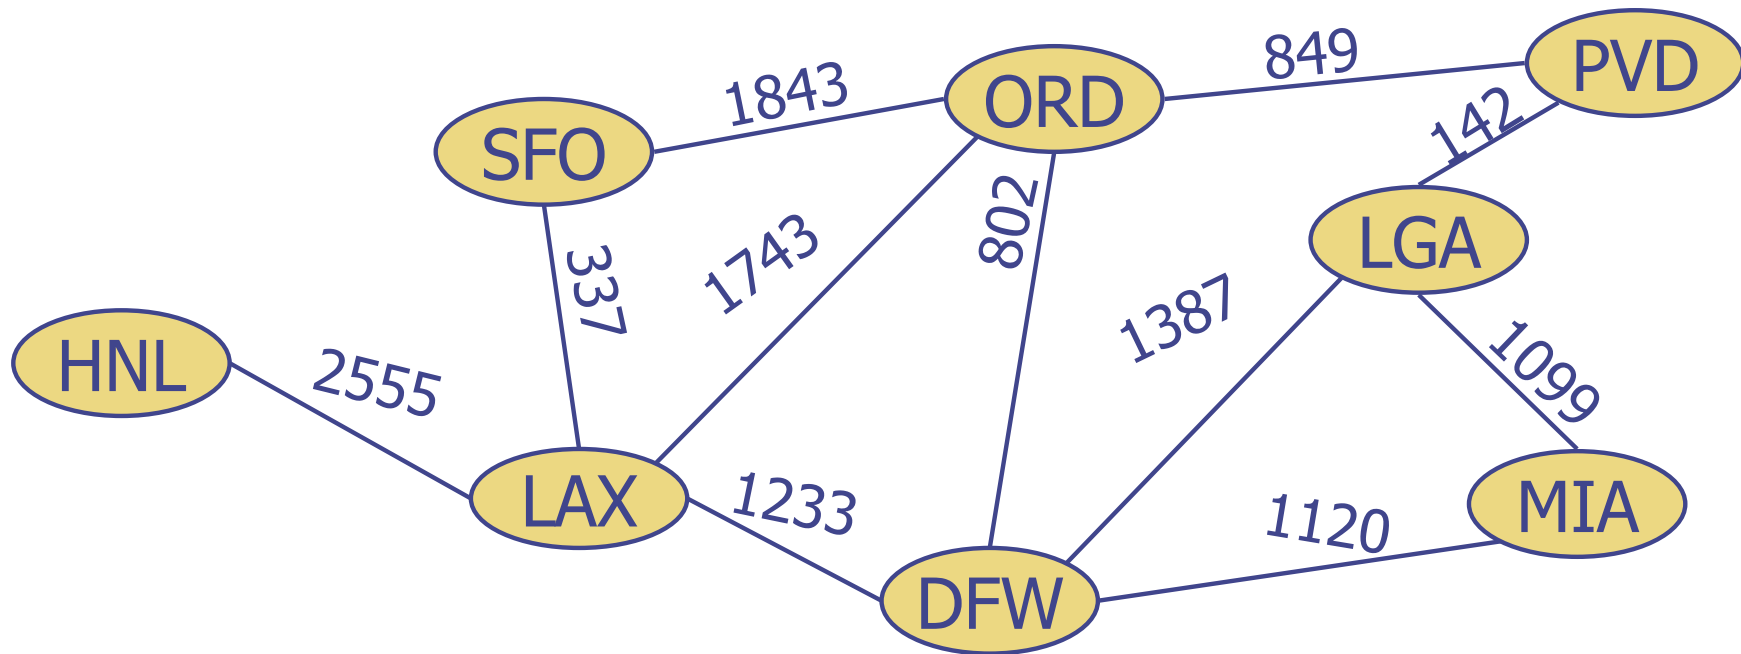 849
PVD
1843
ORD
142
SFO
802
LGA
1743
337
1387
HNL
2555
1099
LAX
1233
MIA
1120
DFW